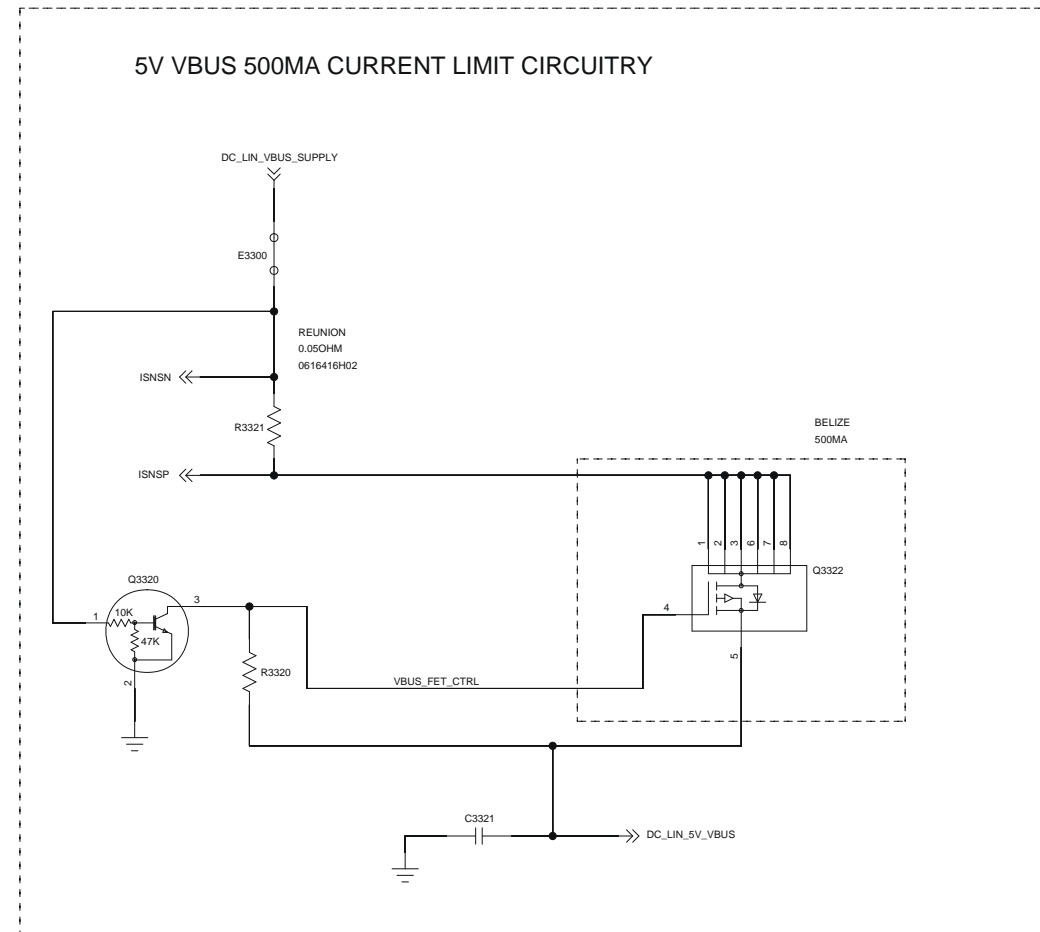 5V VBUS 500MA CURRENT LIMIT CIRCUITRY
DC_LIN_VBUS_SUPPLY
E3300
REUNION
0.05OHM
0616416H02
ISNSN
R3321
BELIZE
500MA
ISNSP
1
2
3
6
7
8
Q3322
Q3320
3
4
1
10K
47K
5
R3320
2
VBUS_FET_CTRL
C3321
DC_LIN_5V_VBUS